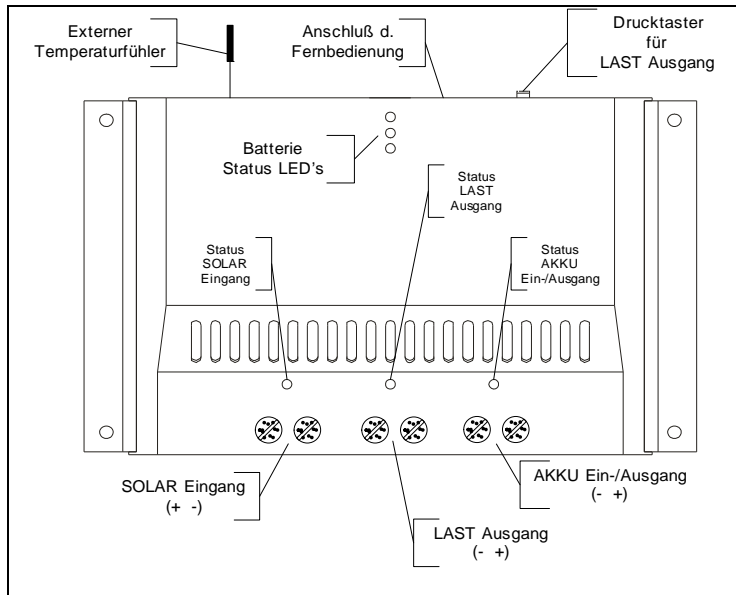 Externer
Temperaturfühler
Anschluß d.
Fernbedienung
Drucktaster
für
LAST Ausgang
Batterie
Status LED's
Status
LAST
Ausgang
Status
SOLAR
Eingang
Status
AKKU
Ein-/Ausgang
SOLAR Eingang
(+ -)
LAST Ausgang
(- +)
AKKU Ein-/Ausgang
(- +)